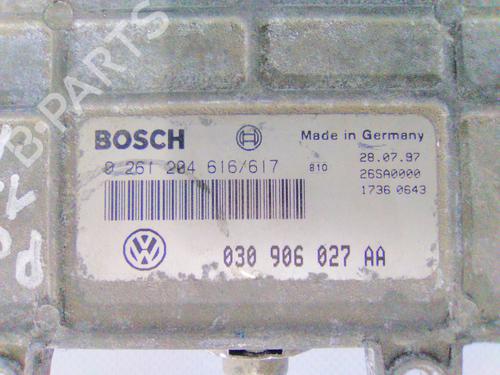 B-PARTS
BOSCH
Made in Germany
0 261 204 616/617
810
28.07.97
26SA0000
1736 0643
030 906 027 AA